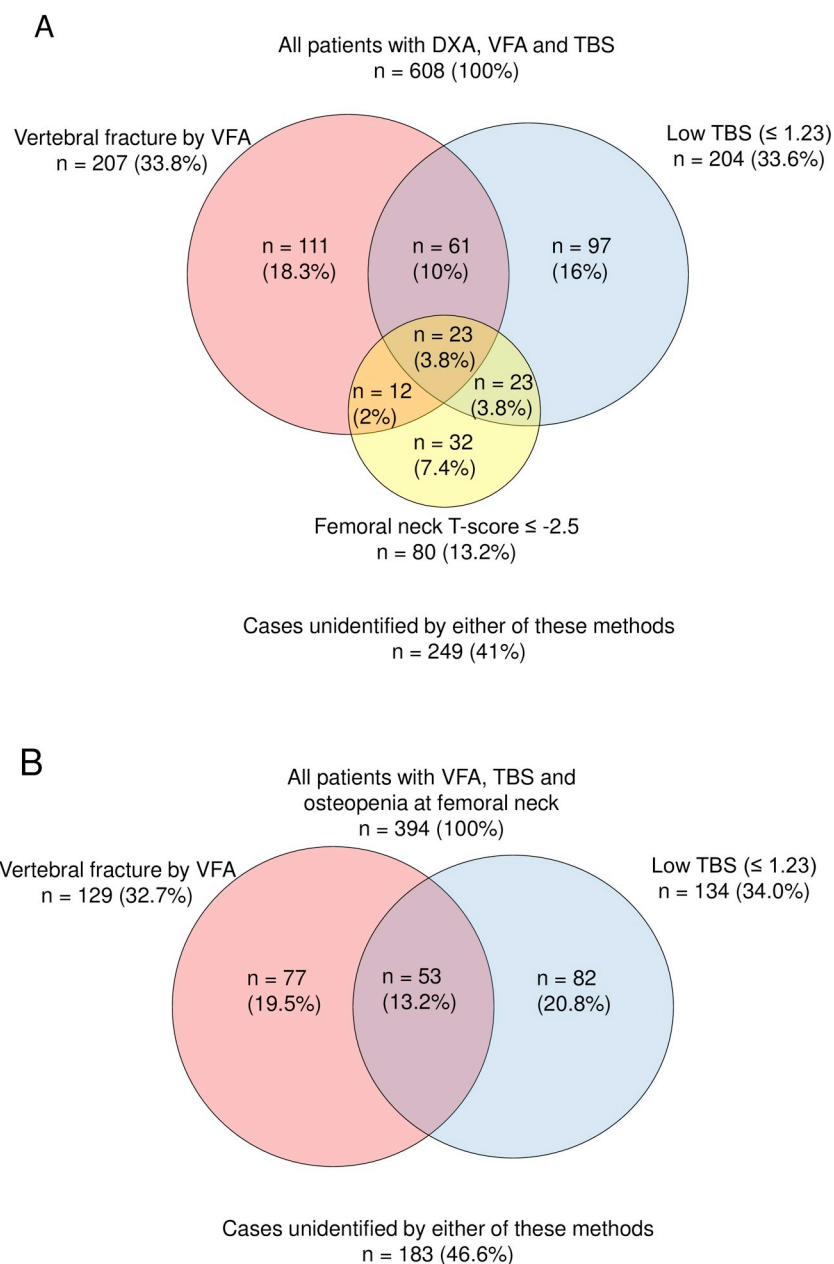 A
All patients with DXA, VFA and TBS
n = 608 (100%)
Vertebral fracture by VFA
n = 207 (33.8%)
Low TBS (≤ 1.23)
n = 204 (33.6%)
n = 111
(18.3%)
n = 61
(10%)
n = 97
(16%)
n = 23
(3.8%)
n = 12
(2%)
n = 23
(3.8%)
n = 32
(7.4%)
Femoral neck T-score ≤ -2.5
n = 80 (13.2%)
Cases unidentified by either of these methods
n = 249 (41%)
B
All patients with VFA, TBS and
osteopenia at femoral neck
n = 394 (100%)
Vertebral fracture by VFA
n = 129 (32.7%)
Low TBS (≤ 1.23)
n = 134 (34.0%)
n = 77
(19.5%)
n = 53
(13.2%)
n = 82
(20.8%)
Cases unidentified by either of these methods
n = 183 (46.6%)